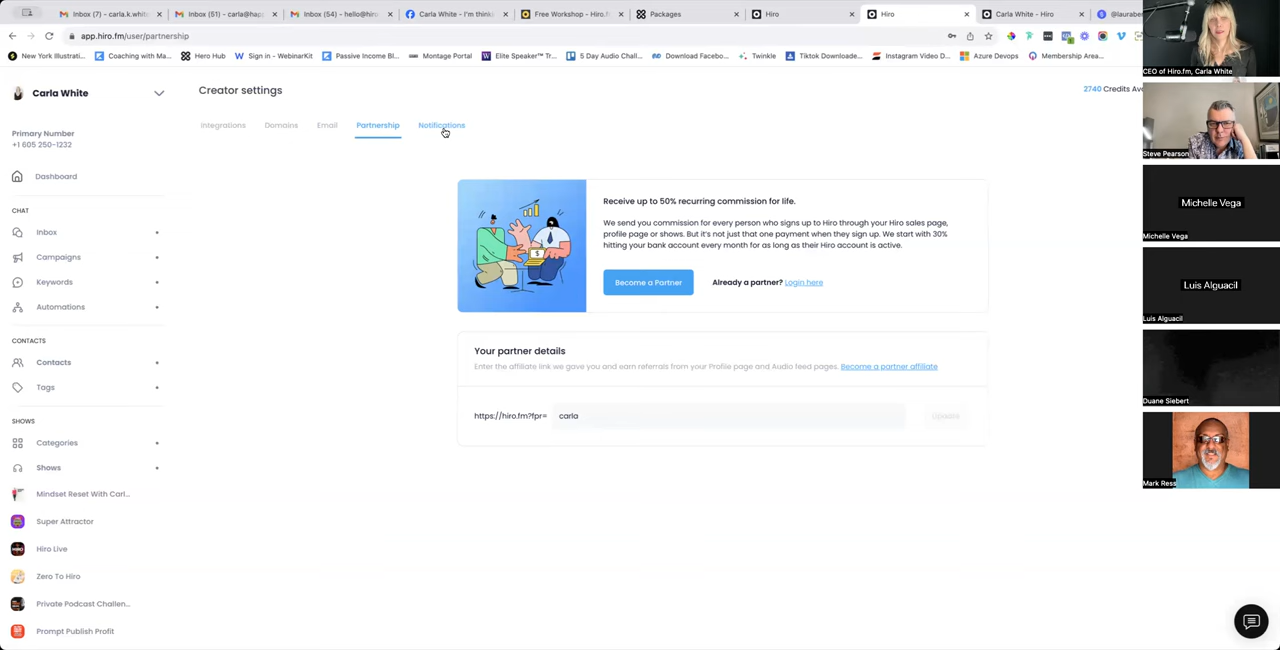 Inbox (7) - carla.k.white
Inbox (51) - carla@hap
Inbox (54) - hello@hiro
Carla White - I'm thinki
Free Workshop - Hiro.f
Packages
Hiro
Hiro
Carla White - Hiro
@lauraber
app.hiro.fm/user/partnership
New York Illustrati...
Coaching with Ma...
Hero Hub
Sign in - WebinarKit
Passive Income Bl...
Montage Portal
Elite Speaker™ Tr...
5 Day Audio Chall...
Download Facebo...
Twinkle
Tiktok Downloade...
Instagram Video D...
Azure Devops
Membership Area...
Carla White
Primary Number
+1 605 250-1232
Dashboard
CHAT
Inbox
Campaigns
Keywords
Automations
CONTACTS
Contacts
Tags
SHOWS
Categories
Shows
Mindset Reset With Carl...
Super Attractor
Hiro Live
Zero To Hiro
Private Podcast Challen...
Prompt Publish Profit
Creator settings
2740 Credits Av
Integrations
Domains
Email
Partnership
Notifications
Receive up to 50% recurring commission for life.
We send you commission for every person who signs up to Hiro through your Hiro sales page,
profile page or shows. But it's not just that one payment when they sign up. We start with 30%
hitting your bank account every month for as long as their Hiro account is active.
Become a Partner
Already a partner? Login here
Your partner details
Enter the affiliate link we gave you and earn referrals from your Profile page and Audio feed pages. Become a partner affiliate
https://hiro.fm?fpr=
carla
Update
CEO of Hiro.fm, Carla White
Steve Pearson
Michelle Vega
Michelle Vega
Luis Alguacil
Luis Alguacil
Duane Siebert
Mark Ress